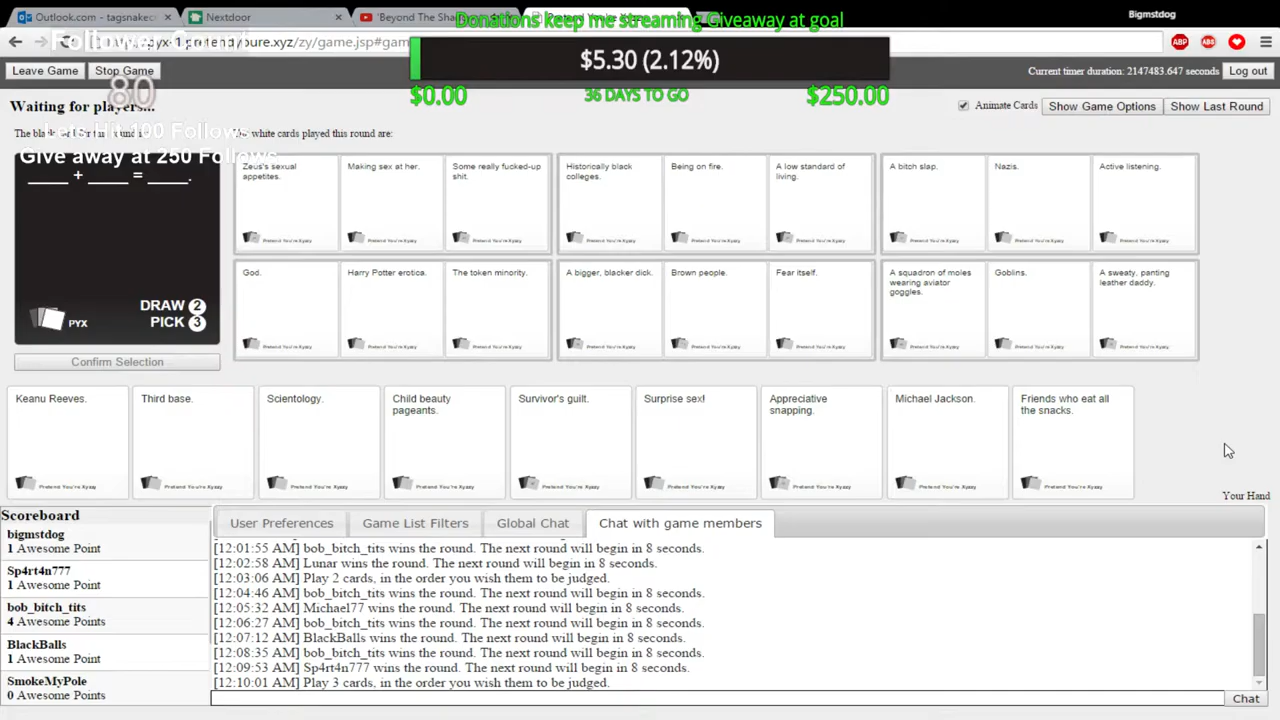 Outlook.com - tagsnakec
Nextdoor
'Beyond The Sha
Bigmstdog
Donations keep me streaming Giveaway at goal
$5.30 (2.12%)
$0.00
36 DAYS TO GO
$250.00
Leave Game
Stop Game
Current timer duration: 2147483.647 seconds
Log out
80
Waiting for players...
Animate Cards
Show Game Options
Show Last Round
Lets Hit 100 Follows
Give away at 250 Follows
white cards played this round are:
____ + ____ = ____.
DRAW 2
PICK 3
PYX
Confirm Selection
Zeus's sexual appetites.
Making sex at her.
Some really fucked-up shit.
Historically black colleges.
Being on fire.
A low standard of living.
A bitch slap.
Nazis.
Active listening.
God.
Harry Potter erotica.
The token minority.
A bigger, blacker dick.
Brown people.
Fear itself.
A squadron of moles wearing aviator goggles.
Goblins.
A sweaty, panting leather daddy.
Keanu Reeves.
Third base.
Scientology.
Child beauty pageants.
Survivor's guilt.
Surprise sex!
Appreciative snapping.
Michael Jackson.
Friends who eat all the snacks.
Your Hand
Scoreboard
bigmstdog
1 Awesome Point
Sp4rt4n777
1 Awesome Point
bob_bitch_tits
4 Awesome Points
BlackBalls
1 Awesome Point
SmokeMyPole
0 Awesome Points
User Preferences
Game List Filters
Global Chat
Chat with game members
[12:01:55 AM] bob_bitch_tits wins the round. The next round will begin in 8 seconds.
[12:02:58 AM] Lunar wins the round. The next round will begin in 8 seconds.
[12:03:06 AM] Play 2 cards, in the order you wish them to be judged.
[12:04:46 AM] bob_bitch_tits wins the round. The next round will begin in 8 seconds.
[12:05:32 AM] Michael77 wins the round. The next round will begin in 8 seconds.
[12:06:27 AM] bob_bitch_tits wins the round. The next round will begin in 8 seconds.
[12:07:12 AM] BlackBalls wins the round. The next round will begin in 8 seconds.
[12:08:35 AM] bob_bitch_tits wins the round. The next round will begin in 8 seconds.
[12:09:53 AM] Sp4rt4n777 wins the round. The next round will begin in 8 seconds.
[12:10:01 AM] Play 3 cards, in the order you wish them to be judged.
Chat